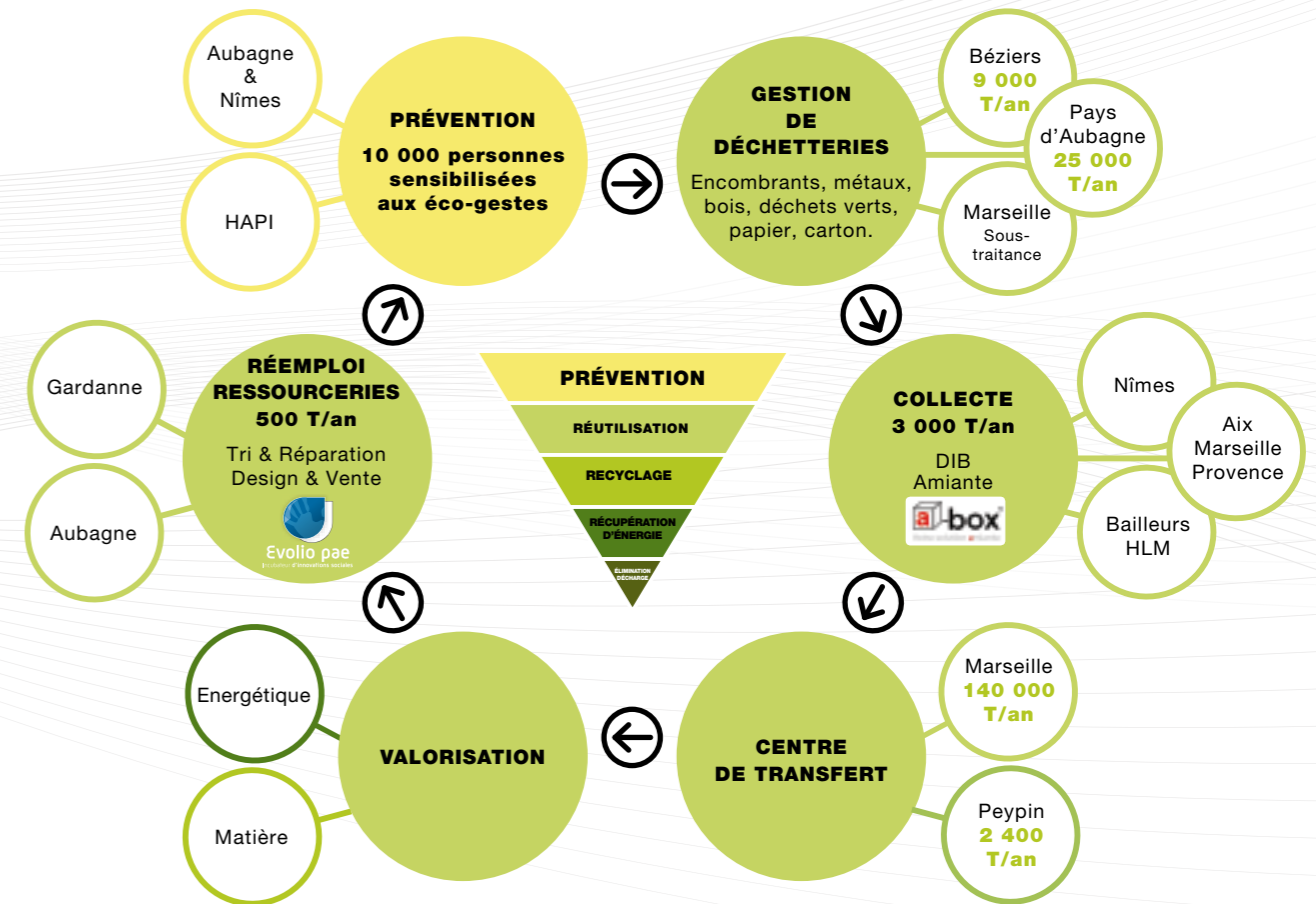 Aubagne
&
Nîmes
HAPI
PRÉVENTION
10 000 personnes
sensibilisées
aux éco-gestes
GESTION
DE
DÉCHETTERIES
Encombrants, métaux,
bois, déchets verts,
papier, carton.
Béziers
9 000
T/an
Pays
d’Aubagne
25 000
T/an
Marseille
Sous-
traitance
Gardanne
Aubagne
RÉEMPLOI
RESSOURCERIES
500 T/an
Tri & Réparation
Design & Vente
Evolio pae
Incubateur d'innovations sociales
PRÉVENTION
RÉUTILISATION
RECYCLAGE
RÉCUPÉRATION
D’ÉNERGIE
ÉLIMINATION
DÉCHARGE
COLLECTE
3 000 T/an
DIB
Amiante
a-box
Nîmes
Aix
Marseille
Provence
Bailleurs
HLM
Energétique
Matière
VALORISATION
CENTRE
DE TRANSFERT
Marseille
140 000
T/an
Peypin
2 400
T/an